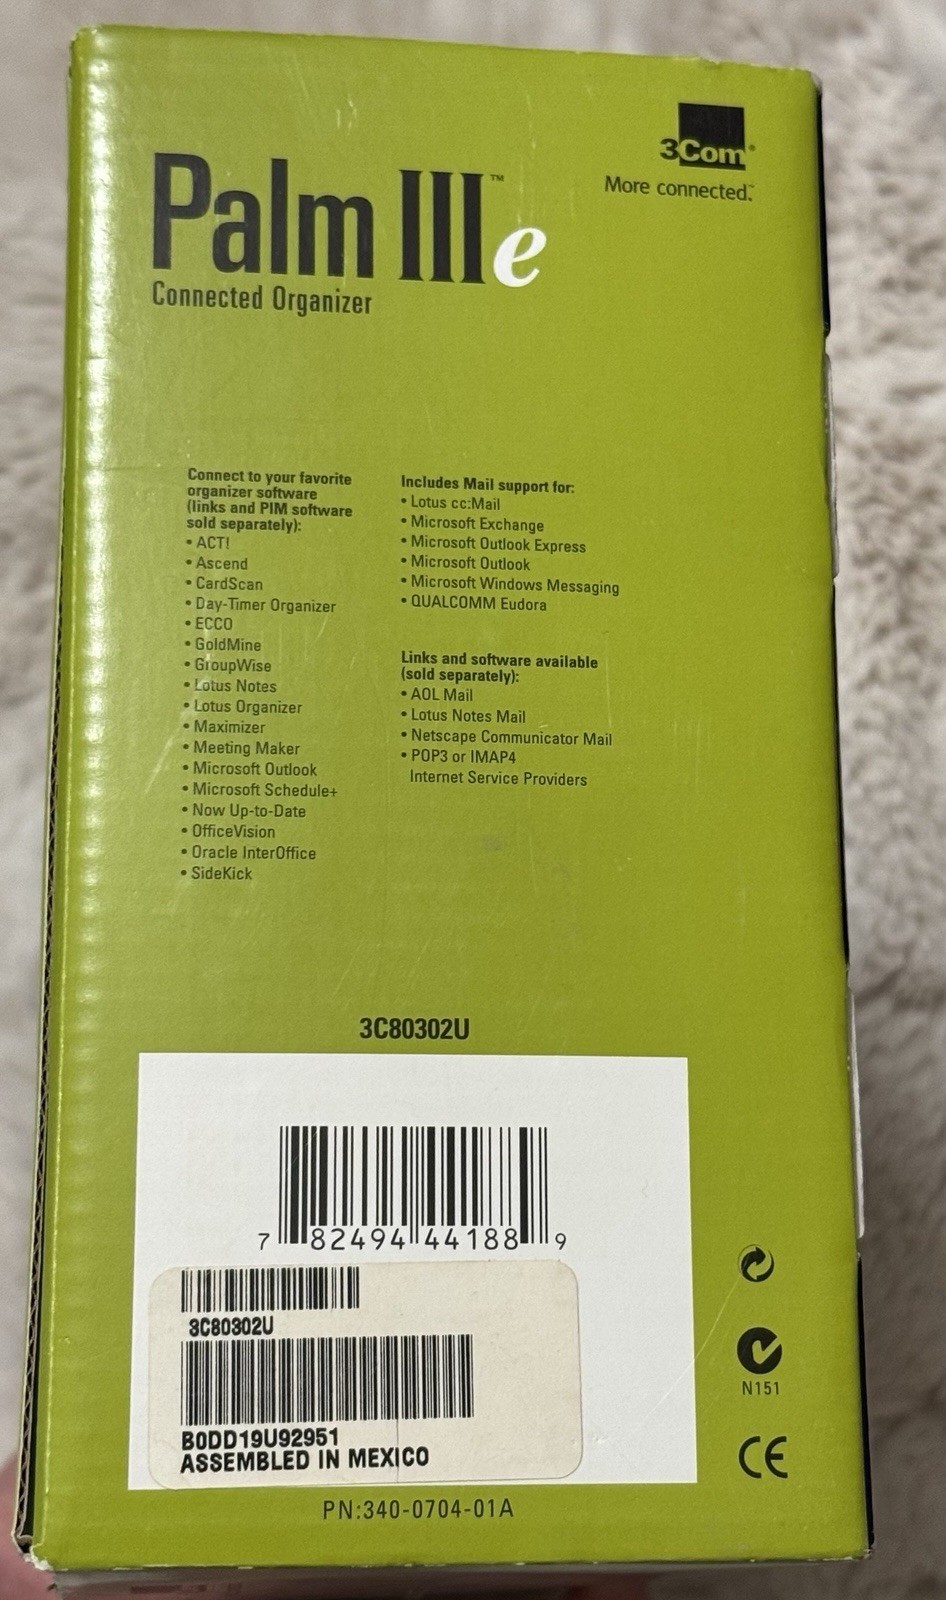 3Com®
More connected.™
Palm III™e
Connected Organizer
Connect to your favorite
organizer software
(links and PIM software
sold separately):
• ACT!
• Ascend
• CardScan
• Day-Timer Organizer
• ECCO
• GoldMine
• GroupWise
• Lotus Notes
• Lotus Organizer
• Maximizer
• Meeting Maker
• Microsoft Outlook
• Microsoft Schedule+
• Now Up-to-Date
• OfficeVision
• Oracle InterOffice
• SideKick
Includes Mail support for:
• Lotus cc:Mail
• Microsoft Exchange
• Microsoft Outlook Express
• Microsoft Outlook
• Microsoft Windows Messaging
• QUALCOMM Eudora
Links and software available
(sold separately):
• AOL Mail
• Lotus Notes Mail
• Netscape Communicator Mail
• POP3 or IMAP4
Internet Service Providers
3C80302U
7 82494 44188 9
3C80302U
B0DD19U92951
ASSEMBLED IN MEXICO
N151
CE
PN:340-0704-01A